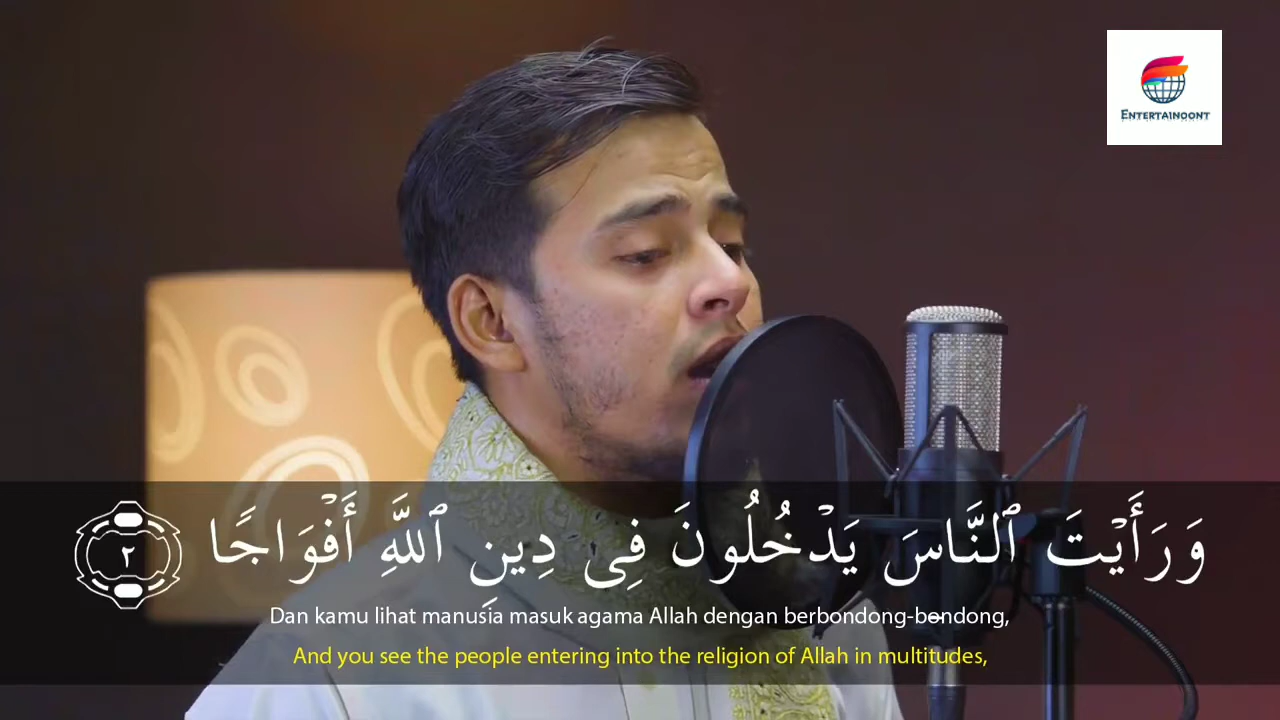 ENTERTAINOONT
وَرَأَيْتَ ٱلنَّاسَ يَدْخُلُونَ فِى دِينِ ٱللَّهِ أَفْوَاجًا ٢
Dan kamu lihat manusia masuk agama Allah dengan berbondong-bondong,
And you see the people entering into the religion of Allah in multitudes,